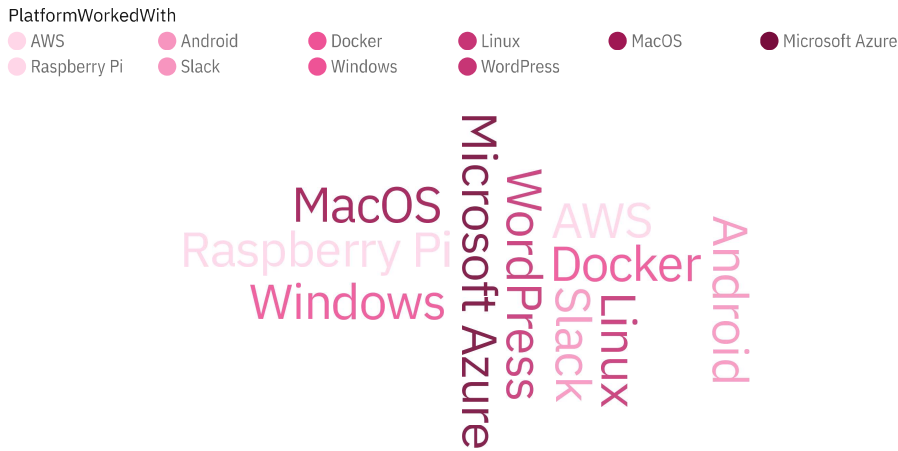 PlatformWorkedWith
AWS Android Docker Linux MacOS Microsoft Azure
Raspberry Pi Slack Windows WordPress
MacOS
Raspberry Pi
Windows
Microsoft Azure
WordPress
AWS
Docker
Slack
Linux
Android